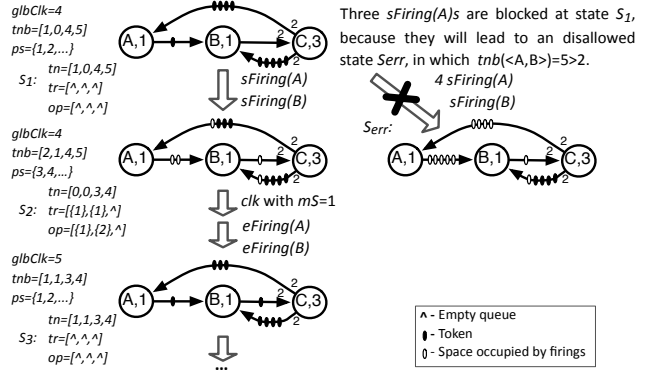 glbClk=4
tnb=[1,0,4,5]
ps={1,2,...}
S1: tn=[1,0,4,5]
tr=[^,^,^]
op=[^,^,^]
A,1
B,1
C,3
2
2
2
sFiring(A)
sFiring(B)
glbClk=4
tnb=[2,1,4,5]
ps={3,4,...}
S2: tn=[0,0,3,4]
tr=[{1},{1},^]
op=[{1},{2},^]
A,1
B,1
C,3
2
2
2
clk with mS=1
eFiring(A)
eFiring(B)
glbClk=5
tnb=[1,1,3,4]
ps={1,2,...}
S3: tn=[1,1,3,4]
tr=[^,^,^]
op=[^,^,^]
A,1
B,1
C,3
2
2
2
...
Three sFiring(A)s are blocked at state S1,
because they will lead to an disallowed
state Serr, in which tnb(<A,B>)=5>2.
4 sFiring(A)
sFiring(B)
Serr:
A,1
B,1
C,3
2
2
2
^ - Empty queue
- Token
- Space occupied by firings